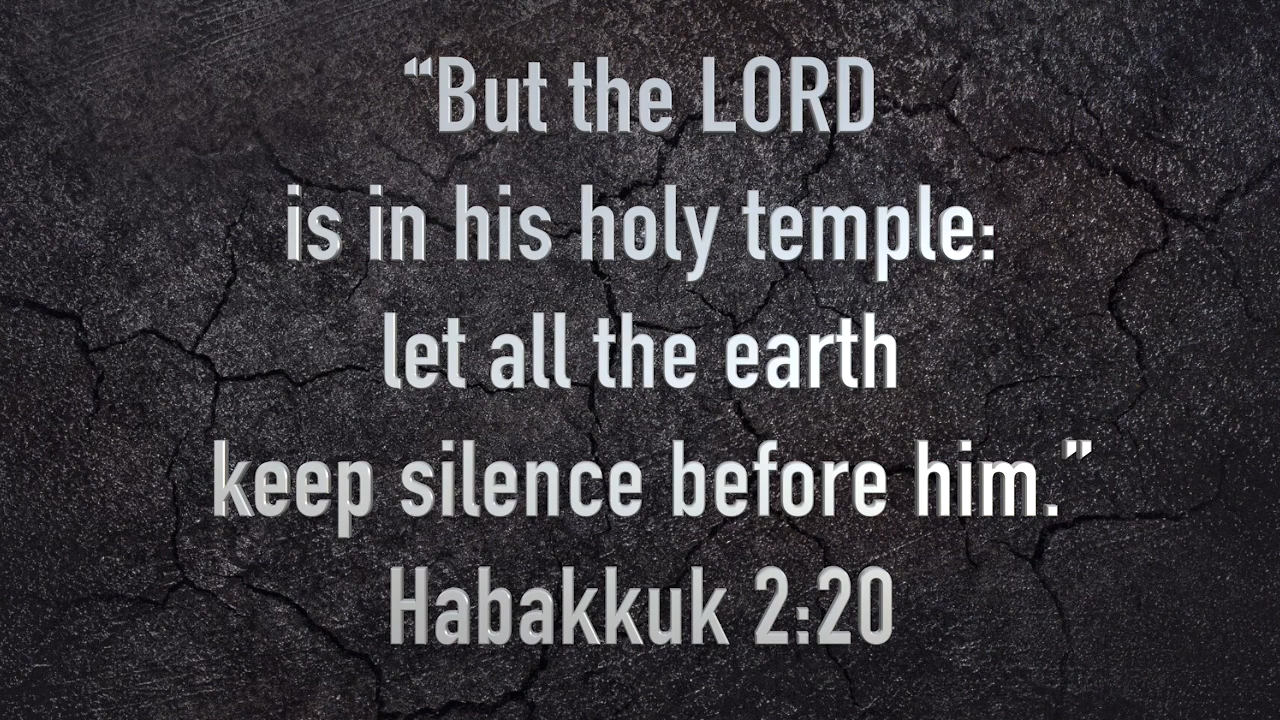 “But the LORD
is in his holy temple:
let all the earth
keep silence before him.”
Habakkuk 2:20